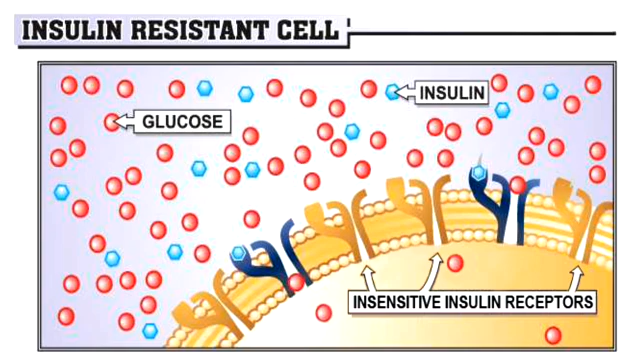 INSULIN RESISTANT CELL
INSULIN
GLUCOSE
INSENSITIVE INSULIN RECEPTORS